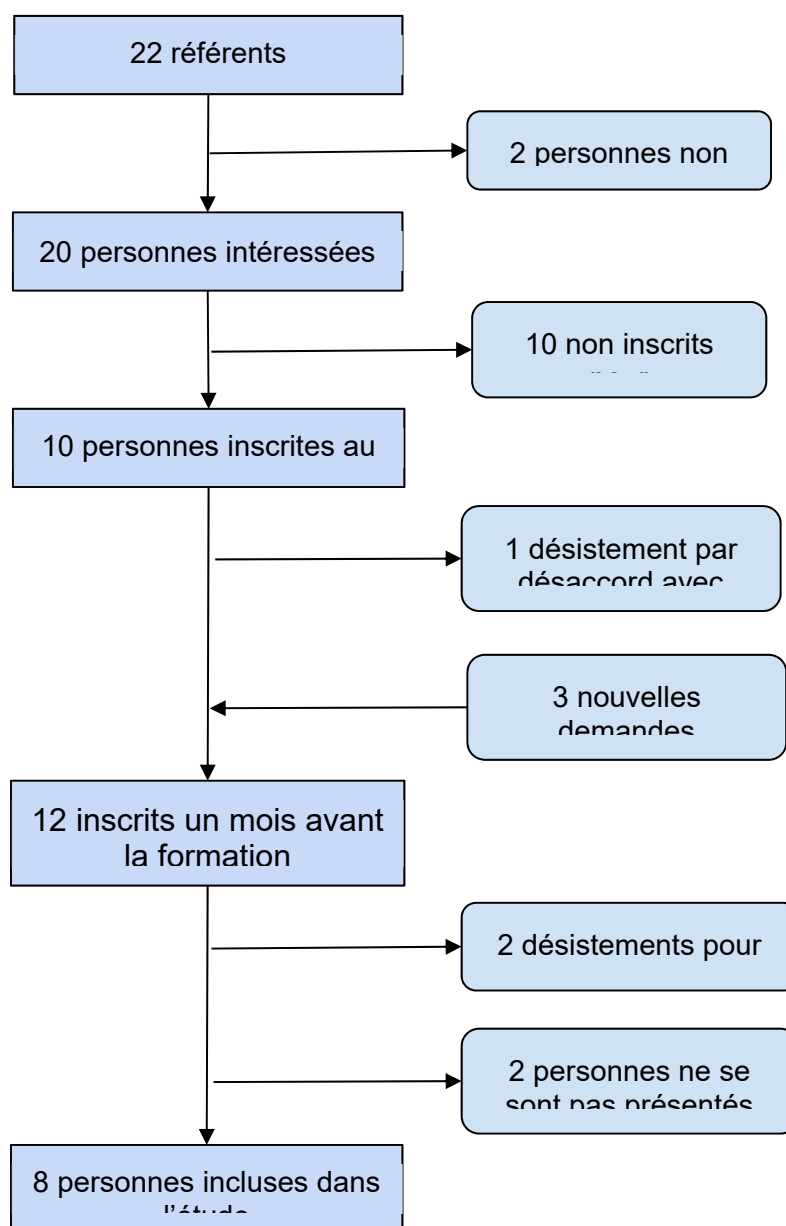 22 référents
2 personnes non
20 personnes intéressées
10 non inscrits
10 personnes inscrites au
1 désistement par
désaccord avec
3 nouvelles
demandes
12 inscrits un mois avant
la formation
2 désistements pour
2 personnes ne se
sont pas présentés
8 personnes incluses dans
l'étude